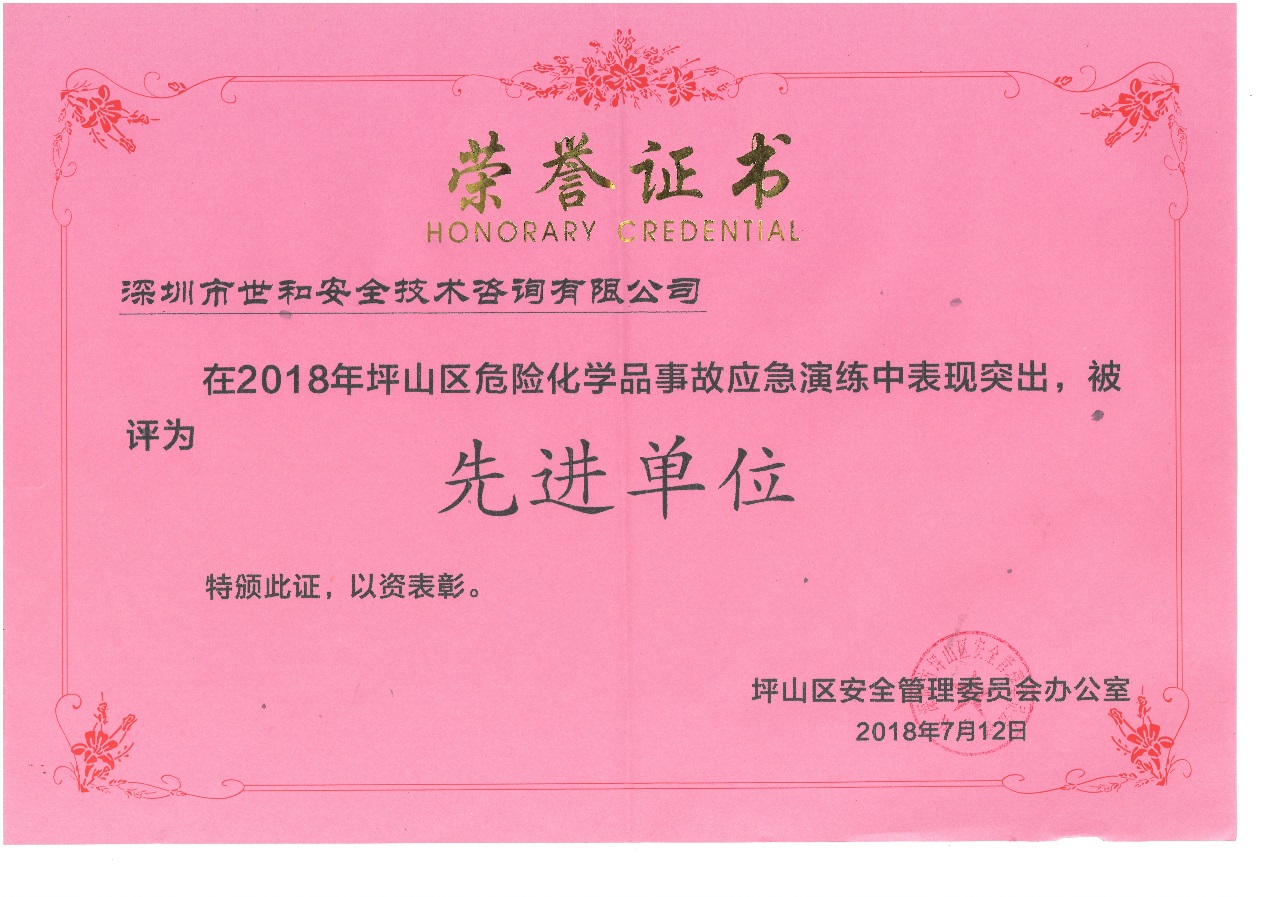 荣誉证书
HONORARY CREDENTIAL
深圳市世和安全技术咨询有限公司
在2018年坪山区危险化学品事故应急演练中表现突出，被
评为
先进单位
特颁此证，以资表彰。
坪山区安全管理委员会办公室
2018年7月12日